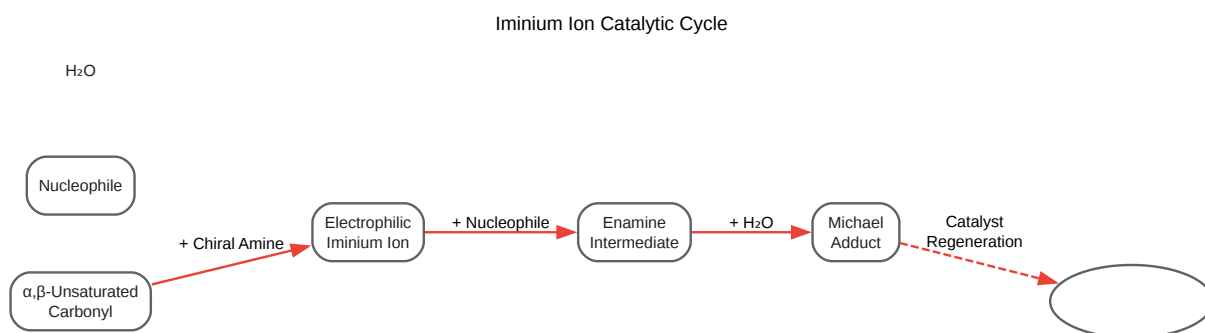 Iminium Ion Catalytic Cycle
H₂O
Nucleophile
α,β-Unsaturated
Carbonyl
+ Chiral Amine
Electrophilic
Iminium Ion
+ Nucleophile
Enamine
Intermediate
+ H₂O
Michael
Adduct
Catalyst
Regeneration